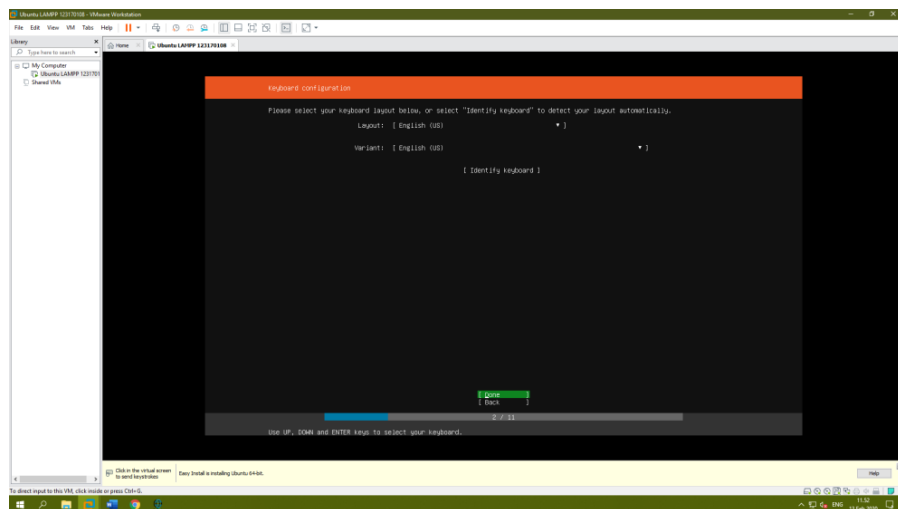 Ubuntu LAMPP 123170108 - VMware Workstation
File Edit View VM Tabs Help
Library
Home
Ubuntu LAMPP 123170108
Type here to search
My Computer
Ubuntu LAMPP 1231701
Shared VMs
Keyboard configuration
Please select your keyboard layout below, or select "Identify keyboard" to detect your layout automatically.
Layout: [ English (US) ▾ ]
Variant: [ English (US) ▾ ]
[ Identify keyboard ]
[ Done ]
[ Back ]
2 / 11
Use UP, DOWN and ENTER keys to select your keyboard.
Click in the virtual screen
to send keystrokes
Easy Install is installing Ubuntu 64-bit.
Help
To direct input to this VM, click inside or press Ctrl+G.
ENG
11.52